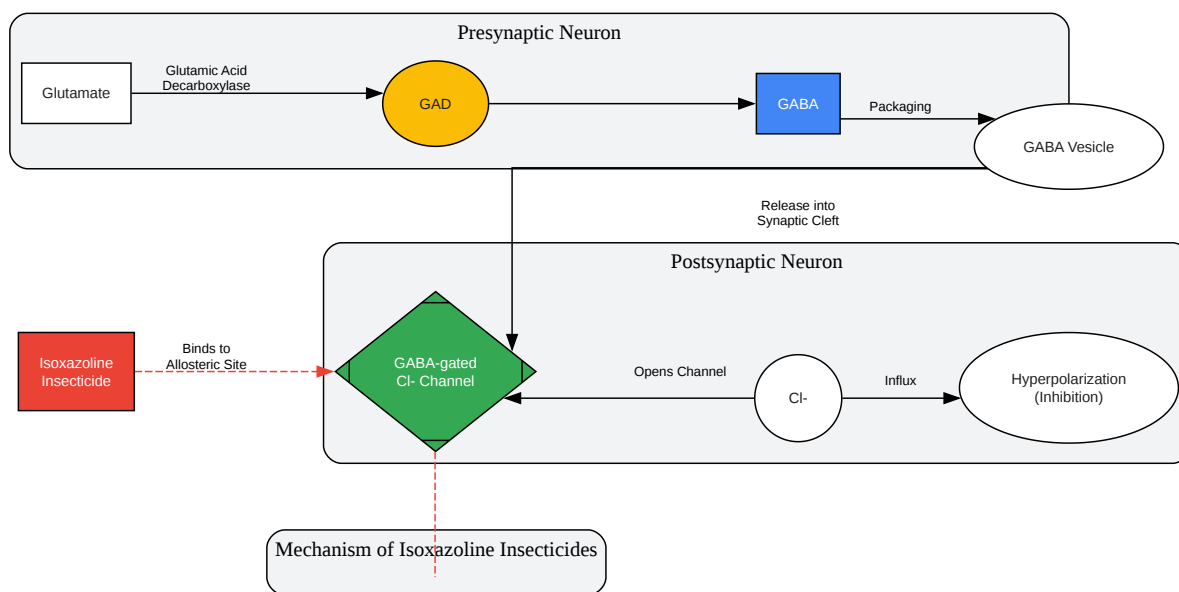 Presynaptic Neuron
Glutamate
Glutamic Acid
Decarboxylase
GAD
GABA
Packaging
GABA Vesicle
Release into
Synaptic Cleft
Postsynaptic Neuron
Isoxazoline
Insecticide
Binds to
Allosteric Site
GABA-gated
Cl- Channel
Opens Channel
Cl-
Influx
Hyperpolarization
(Inhibition)
Mechanism of Isoxazoline Insecticides